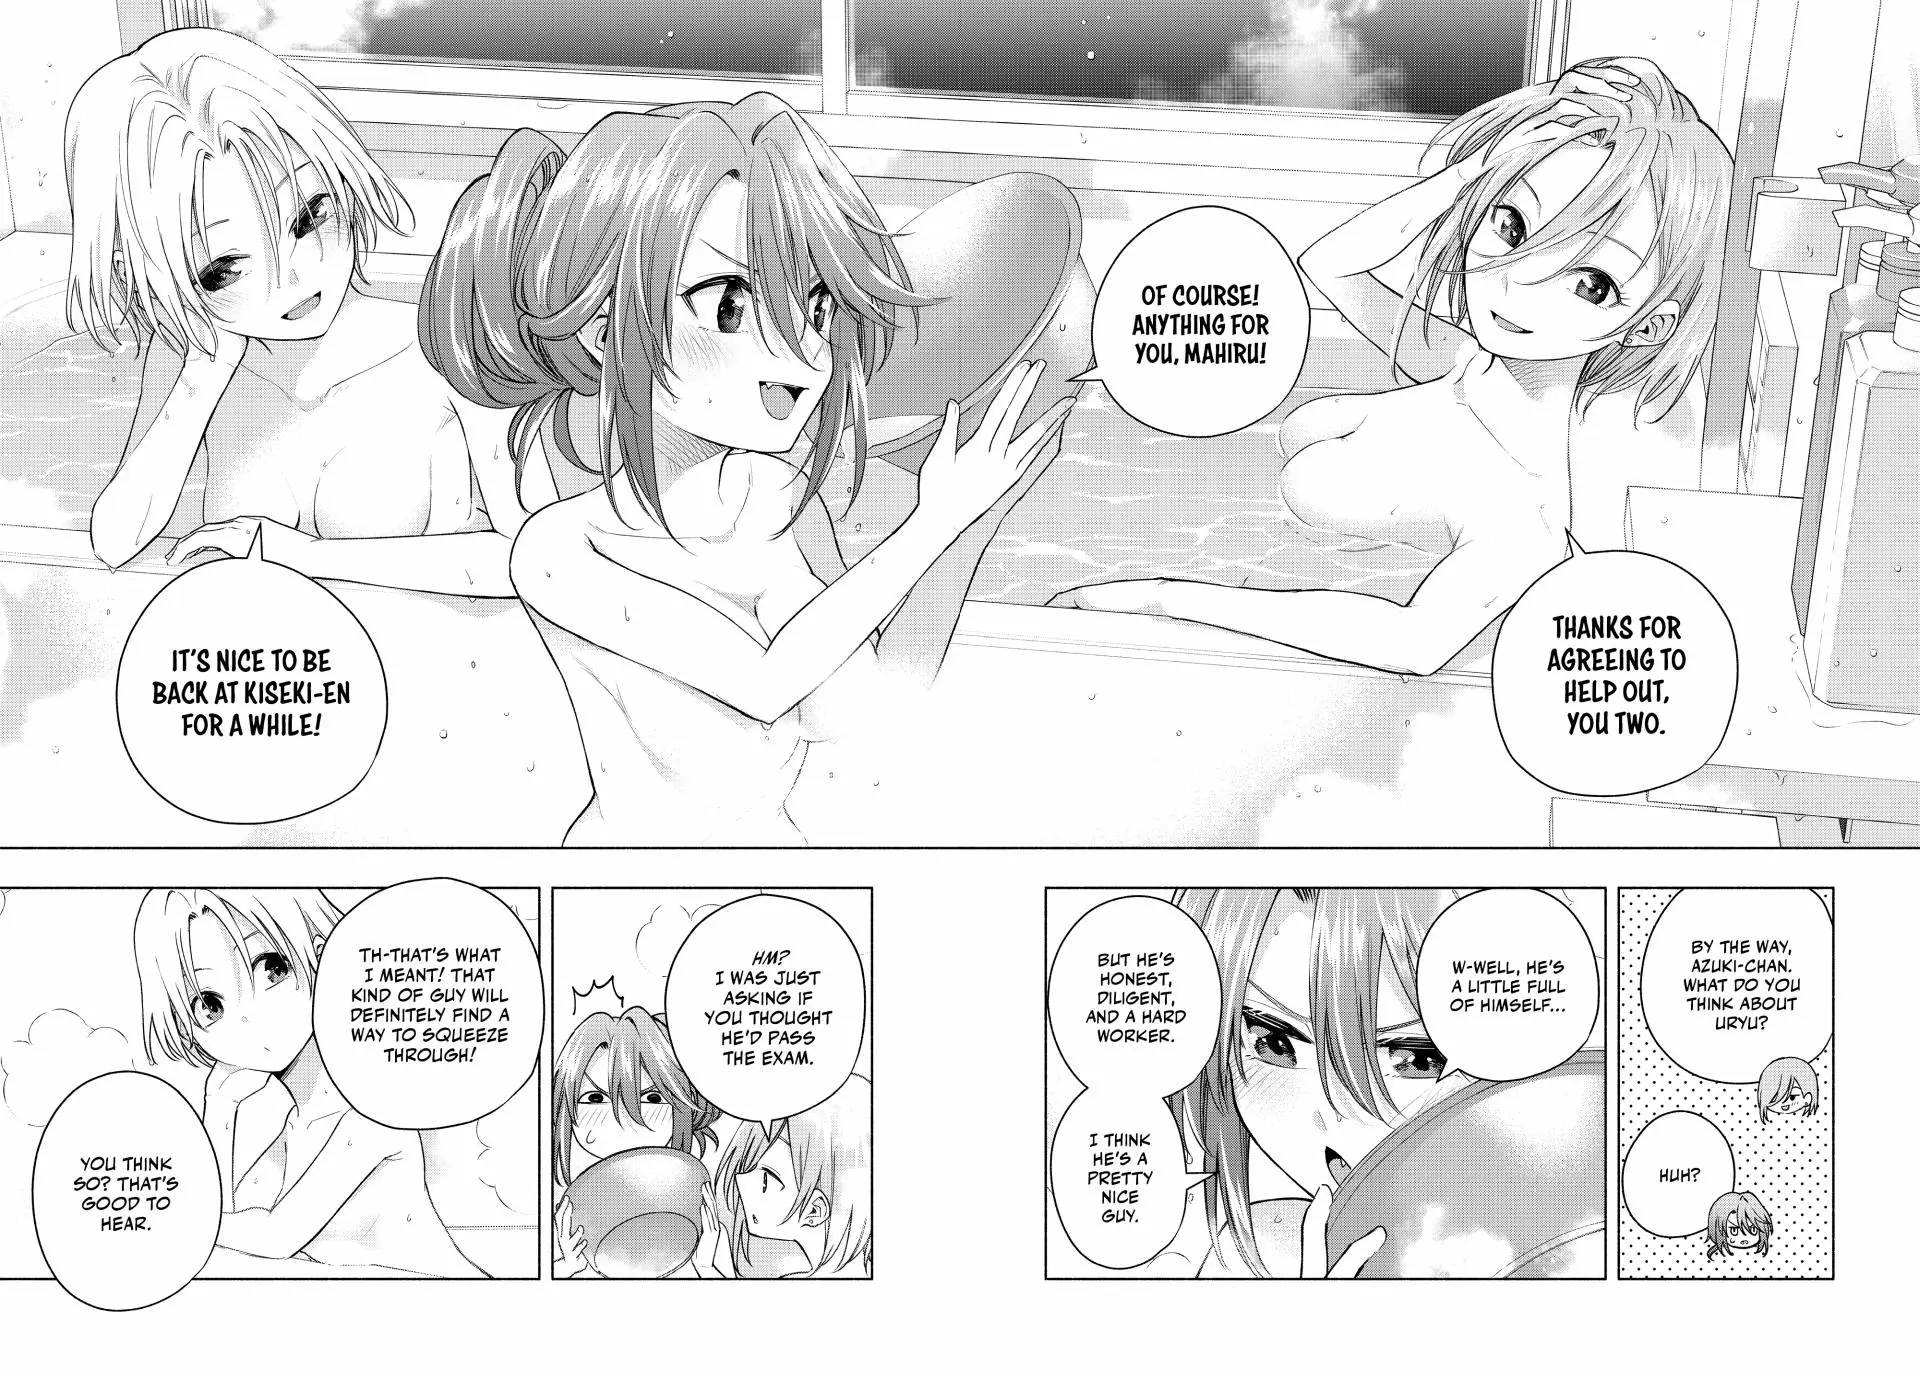 THANKS FOR
AGREEING TO
HELP OUT,
YOU TWO.
OF COURSE!
ANYTHING FOR
YOU, MAHIRU!
IT'S NICE TO BE
BACK AT KISEKI-EN
FOR A WHILE!
BY THE WAY,
AZUKI-CHAN.
WHAT DO YOU
THINK ABOUT
URYU?
HUH?
W-WELL, HE'S
A LITTLE FULL
OF HIMSELF...
BUT HE'S
HONEST,
DILIGENT,
AND A HARD
WORKER.
I THINK
HE'S A
PRETTY
NICE
GUY.
HM?
I WAS JUST
ASKING IF
YOU THOUGHT
HE'D PASS
THE EXAM.
TH-THAT'S WHAT
I MEANT! THAT
KIND OF GUY WILL
DEFINITELY FIND A
WAY TO SQUEEZE
THROUGH!
YOU THINK
SO? THAT'S
GOOD TO
HEAR.